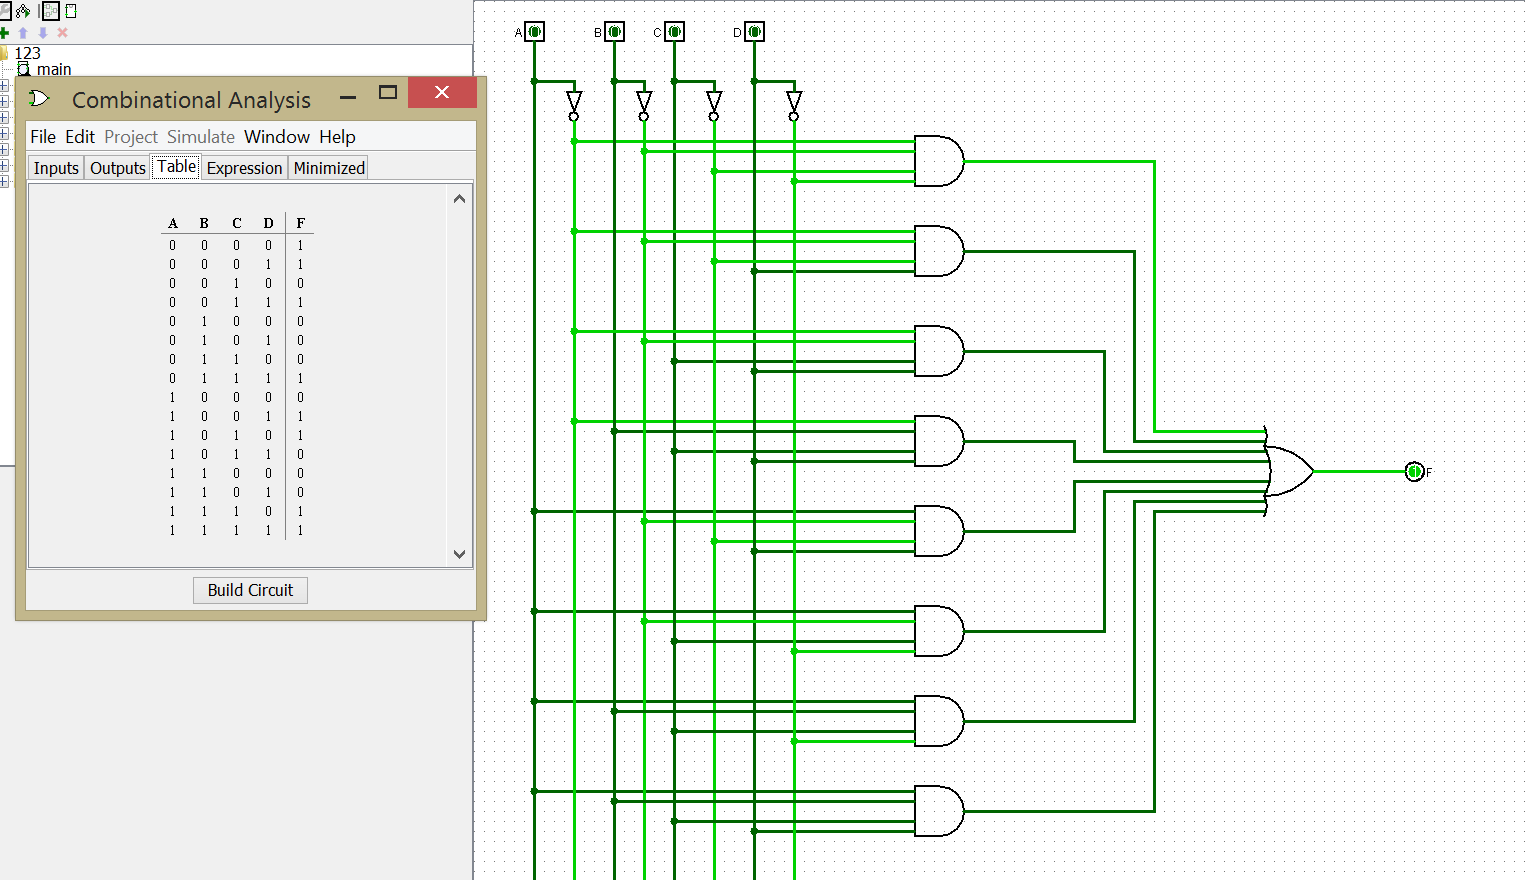 123
main
Combinational Analysis
File Edit Project Simulate Window Help
Inputs Outputs Table Expression Minimized
A B C D F
0 0 0 0 1
0 0 0 1 1
0 0 1 0 0
0 0 1 1 1
0 1 0 0 0
0 1 0 1 0
0 1 1 0 0
0 1 1 1 1
1 0 0 0 0
1 0 0 1 1
1 0 1 0 1
1 0 1 1 0
1 1 0 0 0
1 1 0 1 0
1 1 1 0 1
1 1 1 1 1
Build Circuit
A B C D
F